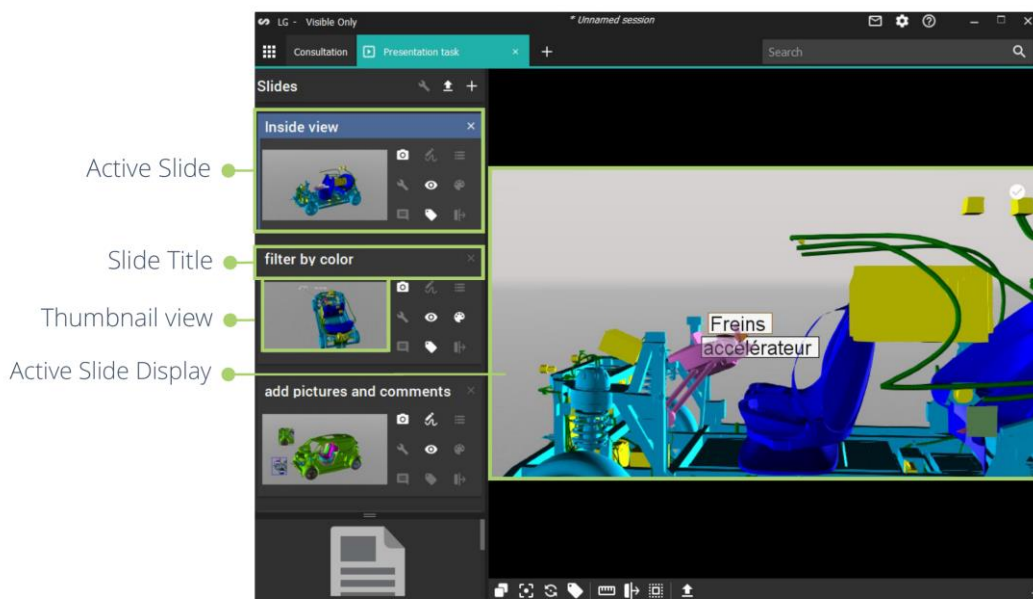 LG - Visible Only
* Unnamed session
Consultation
Presentation task
Search
Slides
Inside view
Active Slide
filter by color
Slide Title
Thumbnail view
Active Slide Display
add pictures and comments
Freins
accélérateur